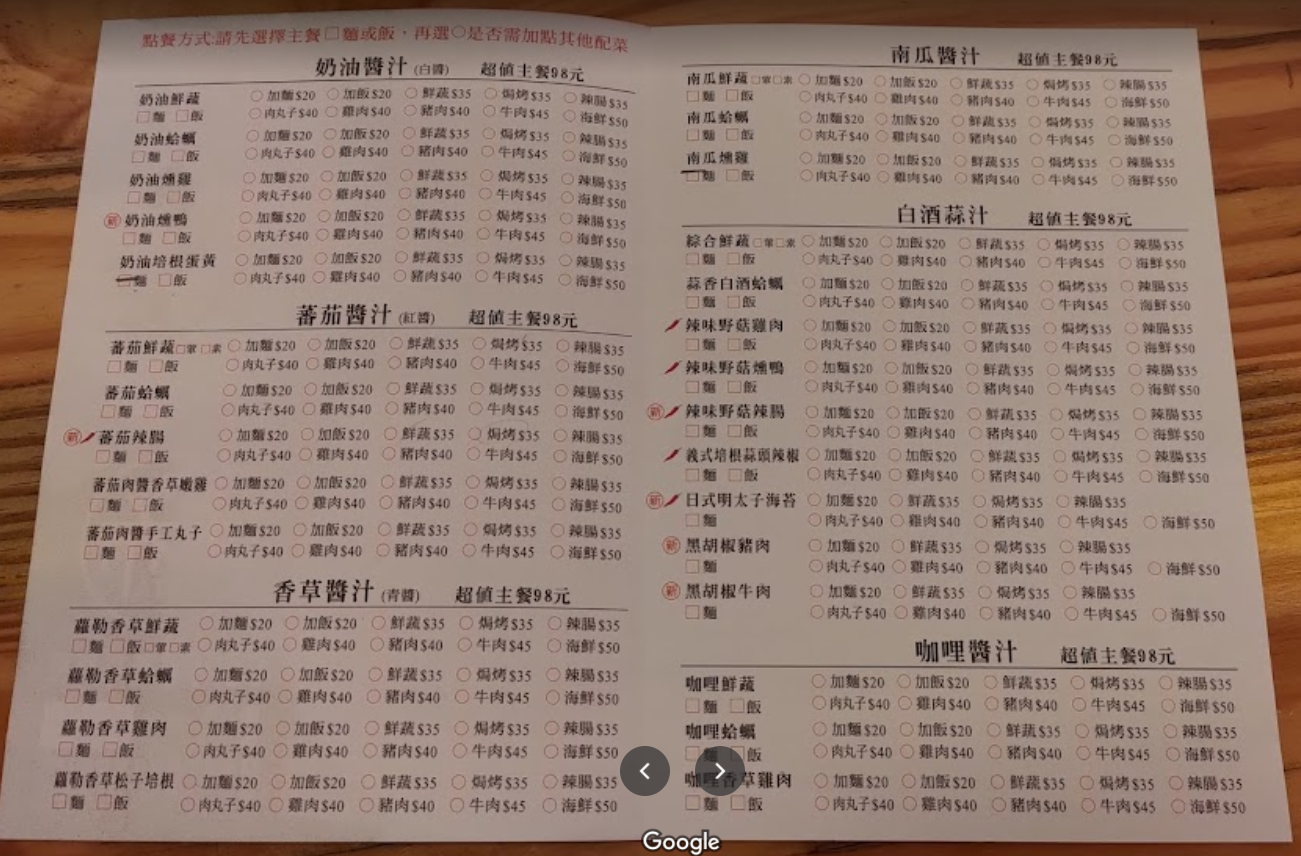 點餐方式:請先選擇主餐□麵或飯，再選○是否需加點其他配菜
奶油醬汁 (白醬) 超值主餐98元
奶油鮮蔬 ○加麵$20 ○加飯$20 ○鮮蔬$35 ○焗烤$35 ○辣腸$35
□麵 □飯 ○肉丸子$40 ○雞肉$40 ○豬肉$40 ○牛肉$45 ○海鮮$50
奶油蛤蠣 ○加麵$20 ○加飯$20 ○鮮蔬$35 ○焗烤$35 ○辣腸$35
□麵 □飯 ○肉丸子$40 ○雞肉$40 ○豬肉$40 ○牛肉$45 ○海鮮$50
奶油燻雞 ○加麵$20 ○加飯$20 ○鮮蔬$35 ○焗烤$35 ○辣腸$35
□麵 □飯 ○肉丸子$40 ○雞肉$40 ○豬肉$40 ○牛肉$45 ○海鮮$50
新 奶油燻鴨 ○加麵$20 ○加飯$20 ○鮮蔬$35 ○焗烤$35 ○辣腸$35
□麵 □飯 ○肉丸子$40 ○雞肉$40 ○豬肉$40 ○牛肉$45 ○海鮮$50
奶油培根蛋黃 ○加麵$20 ○加飯$20 ○鮮蔬$35 ○焗烤$35 ○辣腸$35
□麵 □飯 ○肉丸子$40 ○雞肉$40 ○豬肉$40 ○牛肉$45 ○海鮮$50
蕃茄醬汁 (紅醬) 超值主餐98元
蕃茄鮮蔬□葷□素 ○加麵$20 ○加飯$20 ○鮮蔬$35 ○焗烤$35 ○辣腸$35
□麵 □飯 ○肉丸子$40 ○雞肉$40 ○豬肉$40 ○牛肉$45 ○海鮮$50
蕃茄蛤蠣 ○加麵$20 ○加飯$20 ○鮮蔬$35 ○焗烤$35 ○辣腸$35
□麵 □飯 ○肉丸子$40 ○雞肉$40 ○豬肉$40 ○牛肉$45 ○海鮮$50
新 蕃茄辣腸 ○加麵$20 ○加飯$20 ○鮮蔬$35 ○焗烤$35 ○辣腸$35
□麵 □飯 ○肉丸子$40 ○雞肉$40 ○豬肉$40 ○牛肉$45 ○海鮮$50
蕃茄肉醬香草嫩雞 ○加麵$20 ○加飯$20 ○鮮蔬$35 ○焗烤$35 ○辣腸$35
□麵 □飯 ○肉丸子$40 ○雞肉$40 ○豬肉$40 ○牛肉$45 ○海鮮$50
蕃茄肉醬手工丸子 ○加麵$20 ○加飯$20 ○鮮蔬$35 ○焗烤$35 ○辣腸$35
□麵 □飯 ○肉丸子$40 ○雞肉$40 ○豬肉$40 ○牛肉$45 ○海鮮$50
香草醬汁 (青醬) 超值主餐98元
蘿勒香草鮮蔬 ○加麵$20 ○加飯$20 ○鮮蔬$35 ○焗烤$35 ○辣腸$35
□麵 □飯□葷□素 ○肉丸子$40 ○雞肉$40 ○豬肉$40 ○牛肉$45 ○海鮮$50
蘿勒香草蛤蠣 ○加麵$20 ○加飯$20 ○鮮蔬$35 ○焗烤$35 ○辣腸$35
□麵 □飯 ○肉丸子$40 ○雞肉$40 ○豬肉$40 ○牛肉$45 ○海鮮$50
蘿勒香草雞肉 ○加麵$20 ○加飯$20 ○鮮蔬$35 ○焗烤$35 ○辣腸$35
□麵 □飯 ○肉丸子$40 ○雞肉$40 ○豬肉$40 ○牛肉$45 ○海鮮$50
蘿勒香草松子培根 ○加麵$20 ○加飯$20 ○鮮蔬$35 ○焗烤$35 ○辣腸$35
□麵 □飯 ○肉丸子$40 ○雞肉$40 ○豬肉$40 ○牛肉$45 ○海鮮$50
南瓜醬汁 超值主餐98元
南瓜鮮蔬□葷□素 ○加麵$20 ○加飯$20 ○鮮蔬$35 ○焗烤$35 ○辣腸$35
□麵 □飯 ○肉丸子$40 ○雞肉$40 ○豬肉$40 ○牛肉$45 ○海鮮$50
南瓜蛤蠣 ○加麵$20 ○加飯$20 ○鮮蔬$35 ○焗烤$35 ○辣腸$35
□麵 □飯 ○肉丸子$40 ○雞肉$40 ○豬肉$40 ○牛肉$45 ○海鮮$50
南瓜燻雞 ○加麵$20 ○加飯$20 ○鮮蔬$35 ○焗烤$35 ○辣腸$35
□麵 □飯 ○肉丸子$40 ○雞肉$40 ○豬肉$40 ○牛肉$45 ○海鮮$50
白酒蒜汁 超值主餐98元
綜合鮮蔬□葷□素 ○加麵$20 ○加飯$20 ○鮮蔬$35 ○焗烤$35 ○辣腸$35
□麵 □飯 ○肉丸子$40 ○雞肉$40 ○豬肉$40 ○牛肉$45 ○海鮮$50
蒜香白酒蛤蠣 ○加麵$20 ○加飯$20 ○鮮蔬$35 ○焗烤$35 ○辣腸$35
□麵 □飯 ○肉丸子$40 ○雞肉$40 ○豬肉$40 ○牛肉$45 ○海鮮$50
辣味野菇雞肉 ○加麵$20 ○加飯$20 ○鮮蔬$35 ○焗烤$35 ○辣腸$35
□麵 □飯 ○肉丸子$40 ○雞肉$40 ○豬肉$40 ○牛肉$45 ○海鮮$50
辣味野菇燻鴨 ○加麵$20 ○加飯$20 ○鮮蔬$35 ○焗烤$35 ○辣腸$35
□麵 □飯 ○肉丸子$40 ○雞肉$40 ○豬肉$40 ○牛肉$45 ○海鮮$50
新 辣味野菇辣腸 ○加麵$20 ○加飯$20 ○鮮蔬$35 ○焗烤$35 ○辣腸$35
□麵 □飯 ○肉丸子$40 ○雞肉$40 ○豬肉$40 ○牛肉$45 ○海鮮$50
義式培根蒜頭辣椒 ○加麵$20 ○加飯$20 ○鮮蔬$35 ○焗烤$35 ○辣腸$35
□麵 □飯 ○肉丸子$40 ○雞肉$40 ○豬肉$40 ○牛肉$45 ○海鮮$50
新 日式明太子海苔 ○加麵$20 ○鮮蔬$35 ○焗烤$35 ○辣腸$35
□麵 ○肉丸子$40 ○雞肉$40 ○豬肉$40 ○牛肉$45 ○海鮮$50
新 黑胡椒豬肉 ○加麵$20 ○鮮蔬$35 ○焗烤$35 ○辣腸$35
□麵 ○肉丸子$40 ○雞肉$40 ○豬肉$40 ○牛肉$45 ○海鮮$50
新 黑胡椒牛肉 ○加麵$20 ○鮮蔬$35 ○焗烤$35 ○辣腸$35
□麵 ○肉丸子$40 ○雞肉$40 ○豬肉$40 ○牛肉$45 ○海鮮$50
咖哩醬汁 超值主餐98元
咖哩鮮蔬 ○加麵$20 ○加飯$20 ○鮮蔬$35 ○焗烤$35 ○辣腸$35
□麵 □飯 ○肉丸子$40 ○雞肉$40 ○豬肉$40 ○牛肉$45 ○海鮮$50
咖哩蛤蠣 ○加麵$20 ○加飯$20 ○鮮蔬$35 ○焗烤$35 ○辣腸$35
□麵 □飯 ○肉丸子$40 ○雞肉$40 ○豬肉$40 ○牛肉$45 ○海鮮$50
咖哩香草雞肉 ○加麵$20 ○加飯$20 ○鮮蔬$35 ○焗烤$35 ○辣腸$35
□麵 □飯 ○肉丸子$40 ○雞肉$40 ○豬肉$40 ○牛肉$45 ○海鮮$50
Google